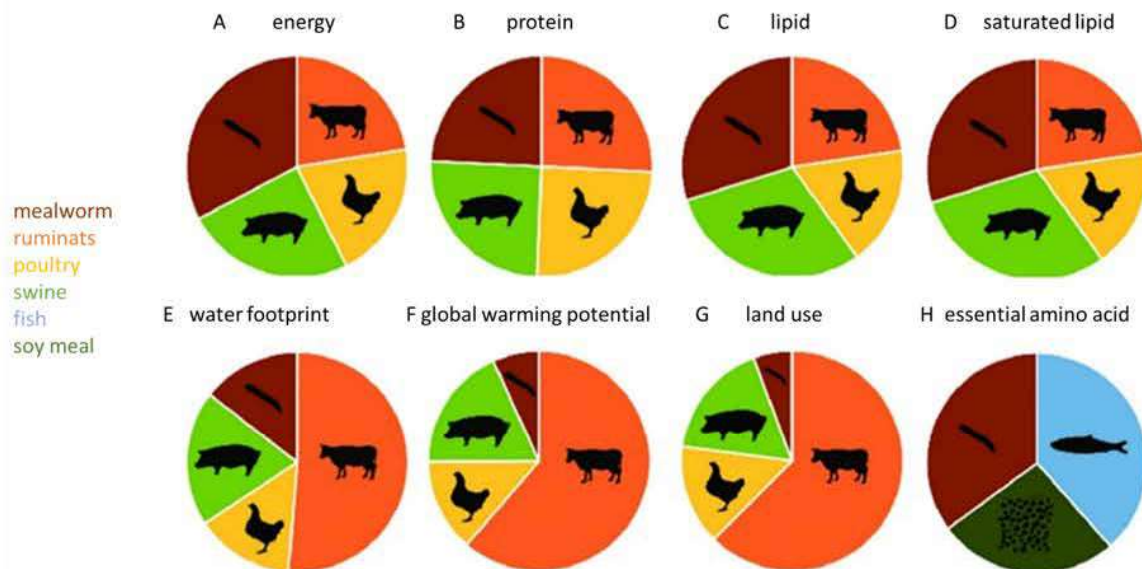 A energy B protein C lipid D saturated lipid
mealworm
ruminats
poultry
swine
fish
soy meal
E water footprint F global warming potential G land use H essential amino acid